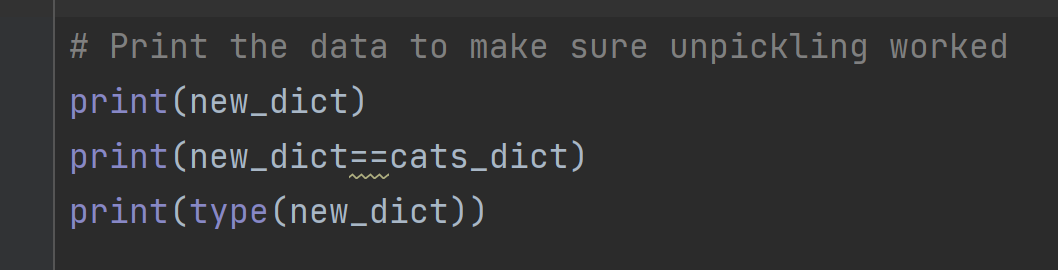 # Print the data to make sure unpickling worked
print(new_dict)
print(new_dict==cats_dict)
print(type(new_dict))